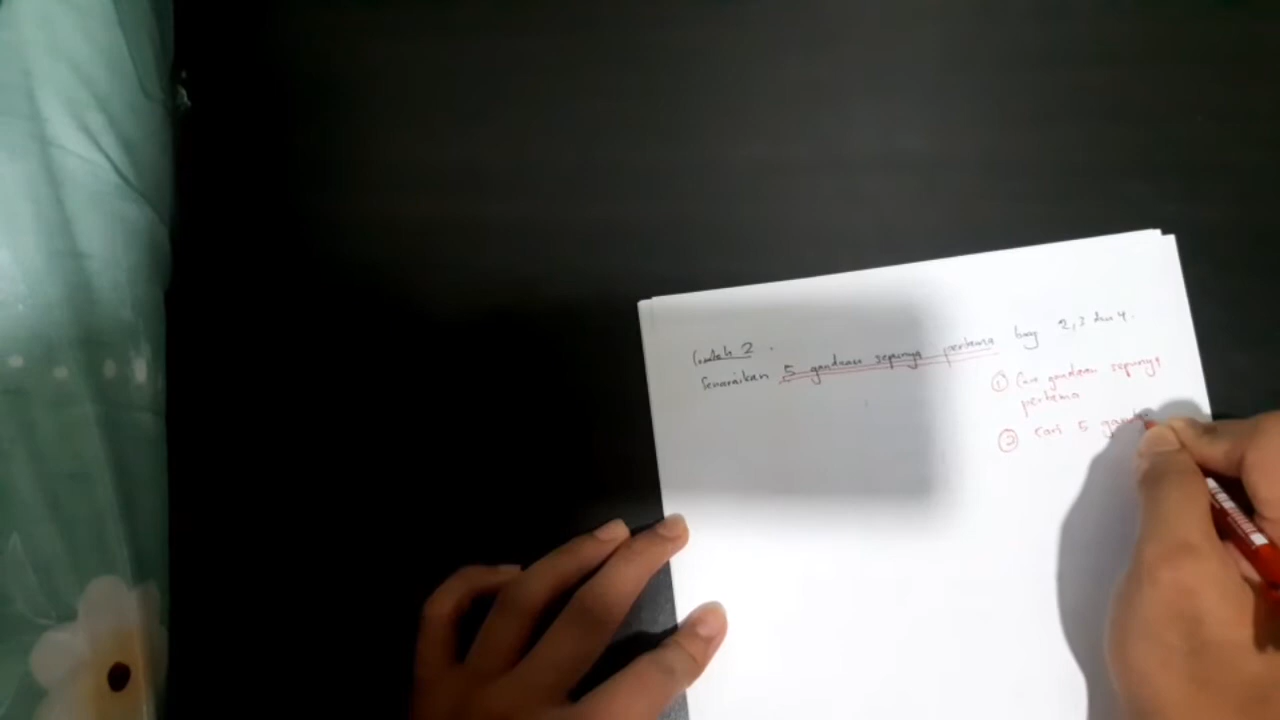 Contoh 2.
Senaraikan 5 gandaan sepunya pertama bagi 2, 3 dan 4.
① Cari gandaan sepunya
pertama
② Cari 5 ganda